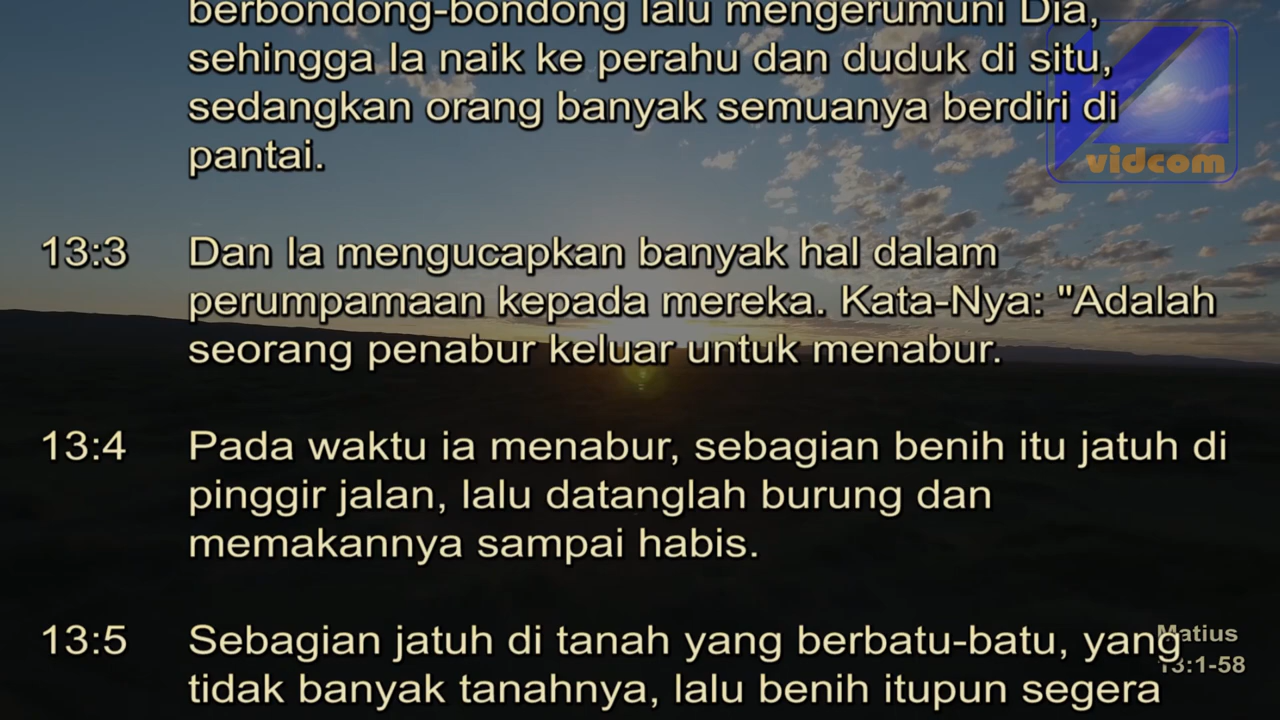 berbondong-bondong lalu mengerumuni Dia,
sehingga Ia naik ke perahu dan duduk di situ,
sedangkan orang banyak semuanya berdiri di
pantai.
vidcom
13:3 Dan Ia mengucapkan banyak hal dalam
perumpamaan kepada mereka. Kata-Nya: "Adalah
seorang penabur keluar untuk menabur.
13:4 Pada waktu ia menabur, sebagian benih itu jatuh di
pinggir jalan, lalu datanglah burung dan
memakannya sampai habis.
13:5 Sebagian jatuh di tanah yang berbatu-batu, yang
tidak banyak tanahnya, lalu benih itupun segera
Matius
13:1-58